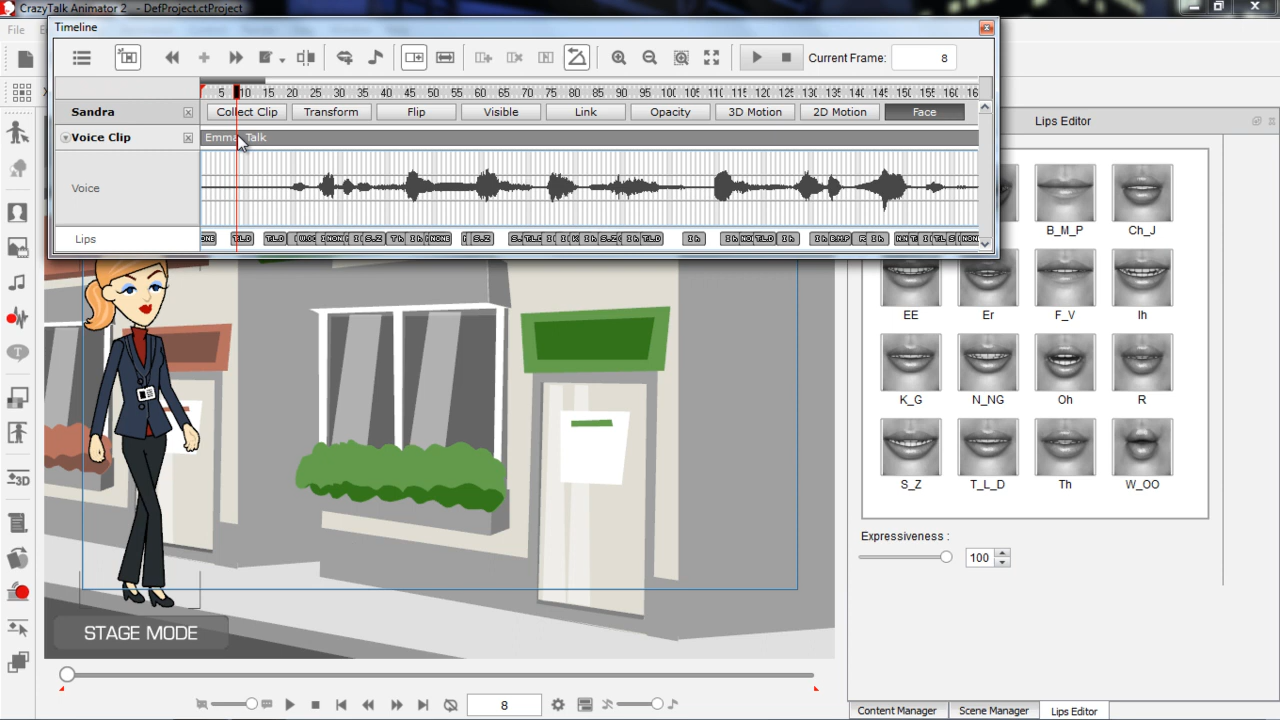 CrazyTalk Animator 2 - DefProject.ctProject
File
Timeline
Current Frame: 8
5 10 15 20 25 30 35 40 45 50 55 60 65 70 75 80 85 90 95 100 105 110 115 120 125 130 135 140 145 150 155 160
Sandra Collect Clip Transform Flip Visible Link Opacity 3D Motion 2D Motion Face
Voice Clip Talk
Voice
Lips
Lips Editor
B_M_P Ch_J
EE Er F_V Ih
K_G N_NG Oh R
S_Z T_L_D Th W_OO
Expressiveness :
100
3D
STAGE MODE
8
Content Manager Scene Manager Lips Editor